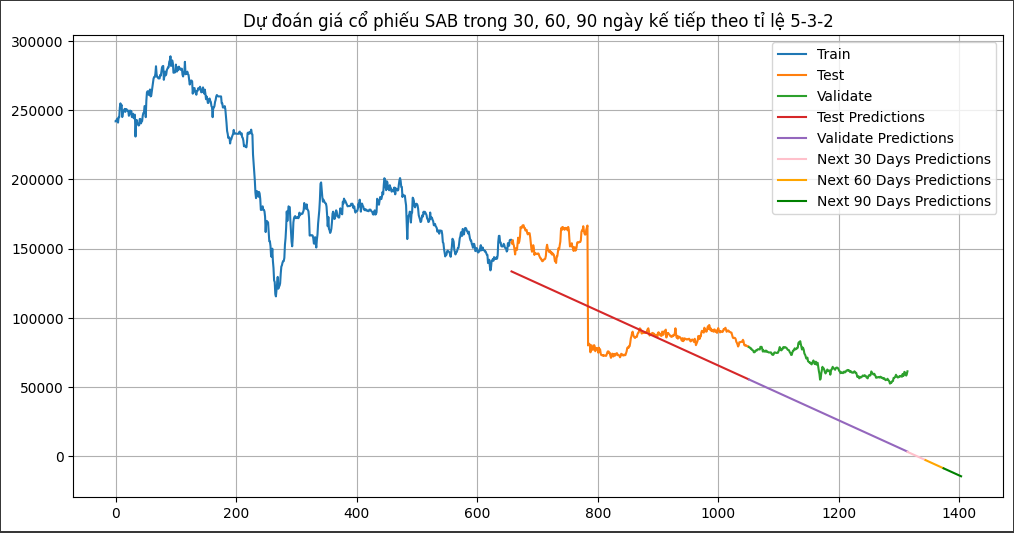 Dự đoán giá cổ phiếu SAB trong 30, 60, 90 ngày kế tiếp theo tỉ lệ 5-3-2
300000
250000
200000
150000
100000
50000
0
Train
Test
Validate
Test Predictions
Validate Predictions
Next 30 Days Predictions
Next 60 Days Predictions
Next 90 Days Predictions
0 200 400 600 800 1000 1200 1400